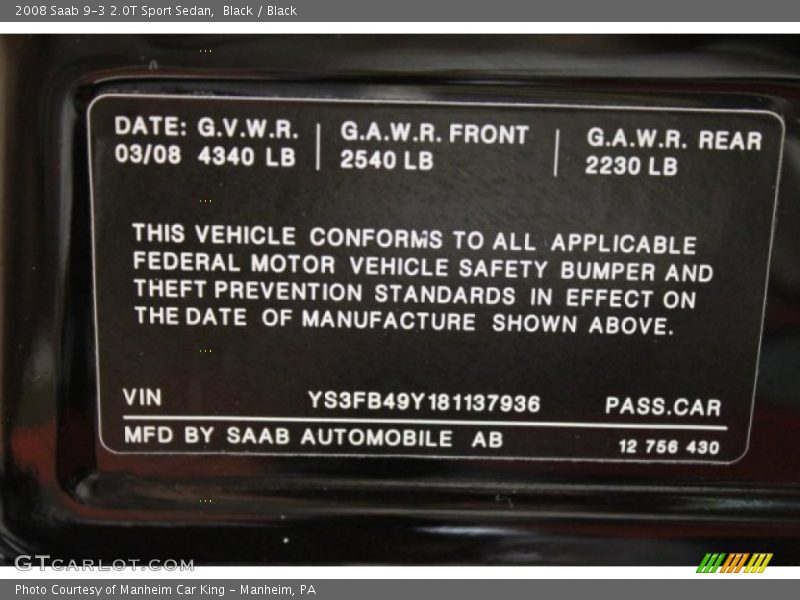 2008 Saab 9-3 2.0T Sport Sedan,  Black / Black
DATE: G.V.W.R. G.A.W.R. FRONT G.A.W.R. REAR
03/08 4340 LB 2540 LB 2230 LB
THIS VEHICLE CONFORMS TO ALL APPLICABLE
FEDERAL MOTOR VEHICLE SAFETY BUMPER AND
THEFT PREVENTION STANDARDS IN EFFECT ON
THE DATE OF MANUFACTURE SHOWN ABOVE.
VIN YS3FB49Y181137936 PASS.CAR
MFD BY SAAB AUTOMOBILE AB 12 756 430
GTCARLOT.COM
Photo Courtesy of Manheim Car King - Manheim, PA